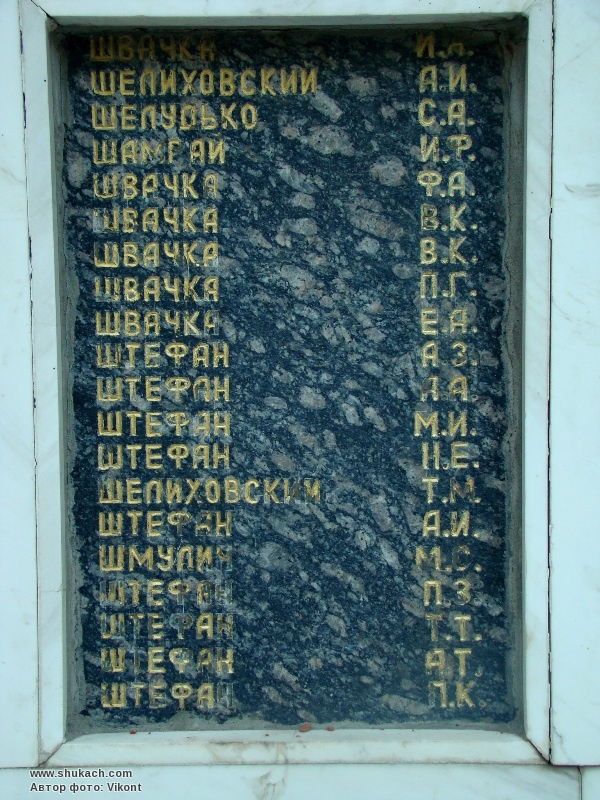 ШВАЧКА И.А.
ШЕЛИХОВСКИЙ А.И.
ШЕЛУДЬКО С.А.
ШАМГАЙ И.Ф.
ШВАЧКА Ф.А.
ШВАЧКА В.К.
ШВАЧКА В.К.
ШВАЧКА П.Г.
ШВАЧКА Е.А.
ШТЕФАН А.З.
ШТЕФАН
ШТЕФАН М.И.
ШТЕФАН Н.Е.
ШЕЛИХОВСКИЙ Т.М.
ШТЕФАН А.И.
ШМУЛИЧ М.С.
ШТЕФАН П.З.
ШТЕФАН Т.Т.
ШТЕФАН А.Т.
ШТЕФАН П.К.
www.shukach.com
Автор фото: Vikont